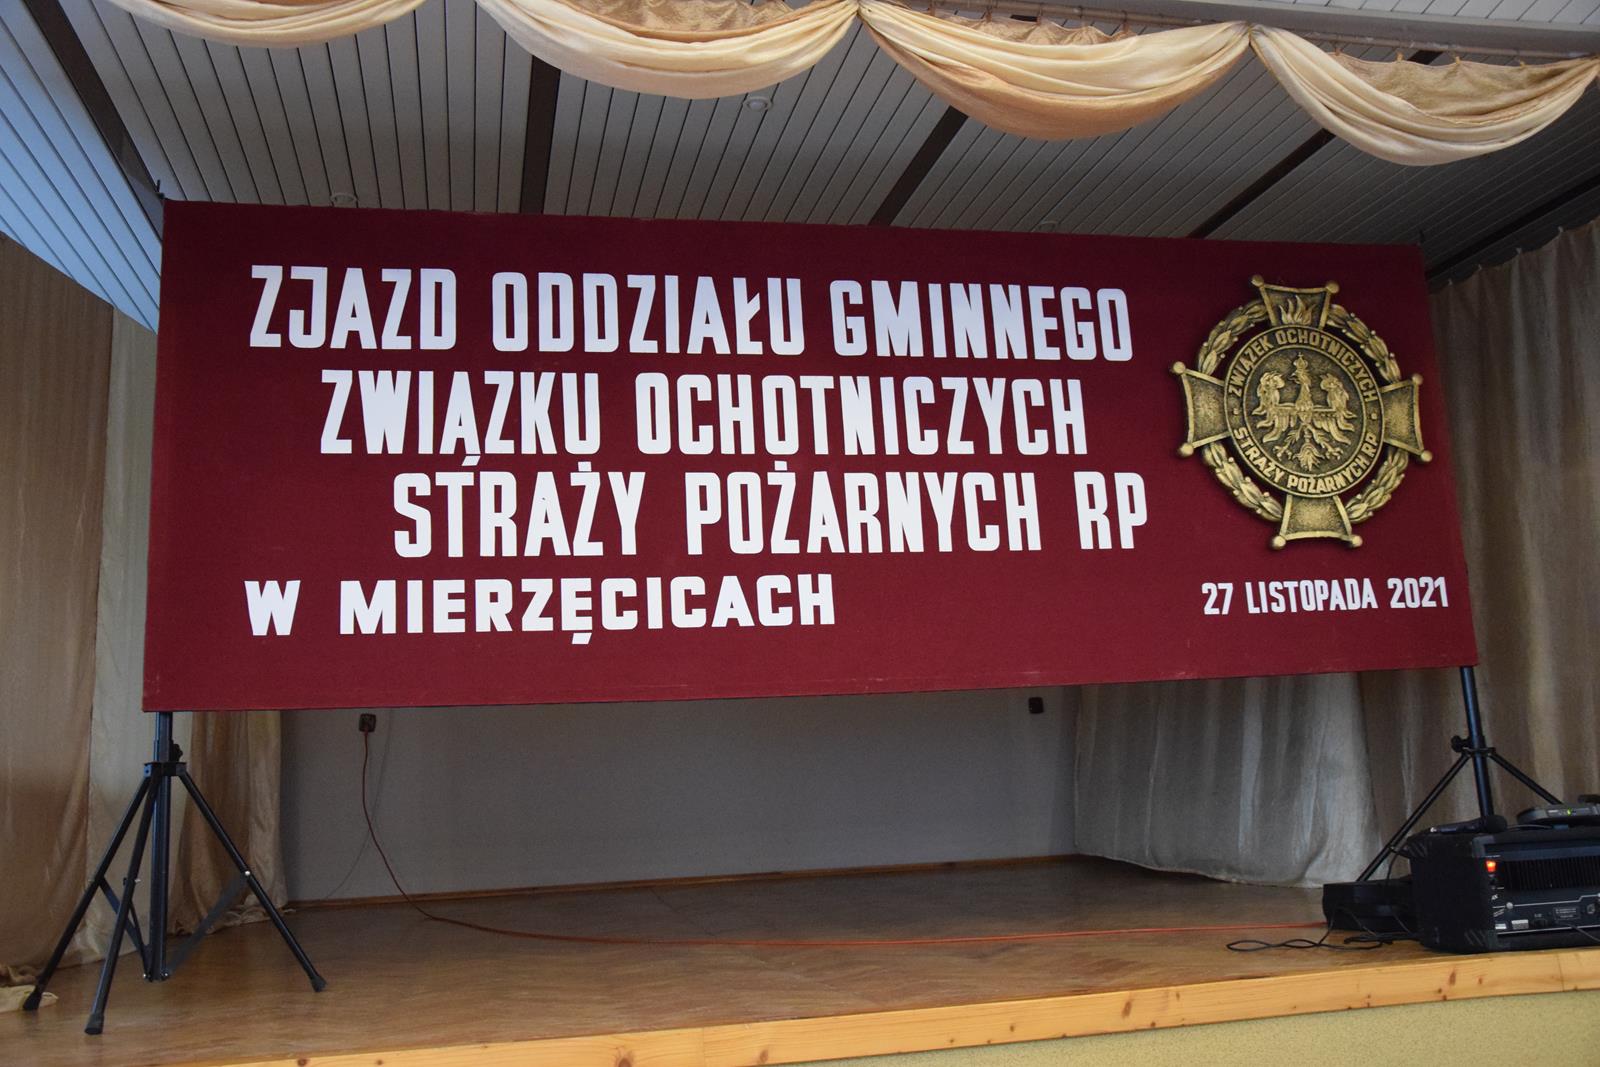 ZJAZD ODDZIAŁU GMINNEGO
ZWIĄZKU OCHOTNICZYCH
STRAŻY POŻARNYCH RP
W MIERZĘCICACH
ZWIĄZEK OCHOTNICZYCH
STRAŻY POŻARNYCH RP
27 LISTOPADA 2021